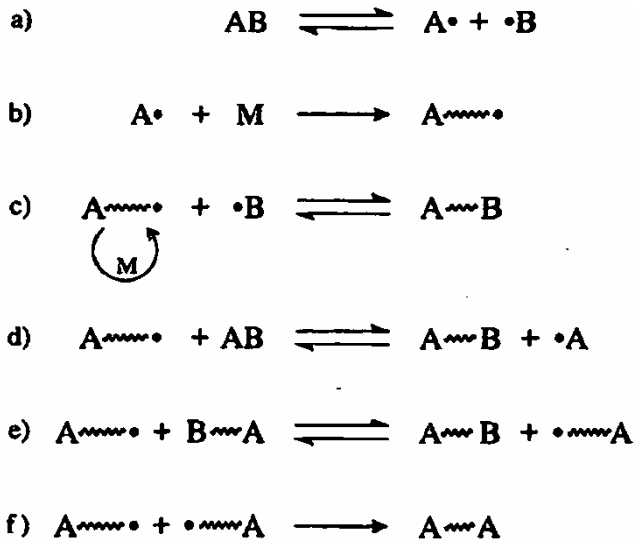 a) AB ⇌ A• + •B
b) A• + M ⟶ A〰•
c) A〰• + •B ⇌ A〰B
M
d) A〰• + AB ⇌ A〰B + •A
e) A〰• + B〰A ⇌ A〰B + •〰A
f) A〰• + •〰A ⟶ A〰A